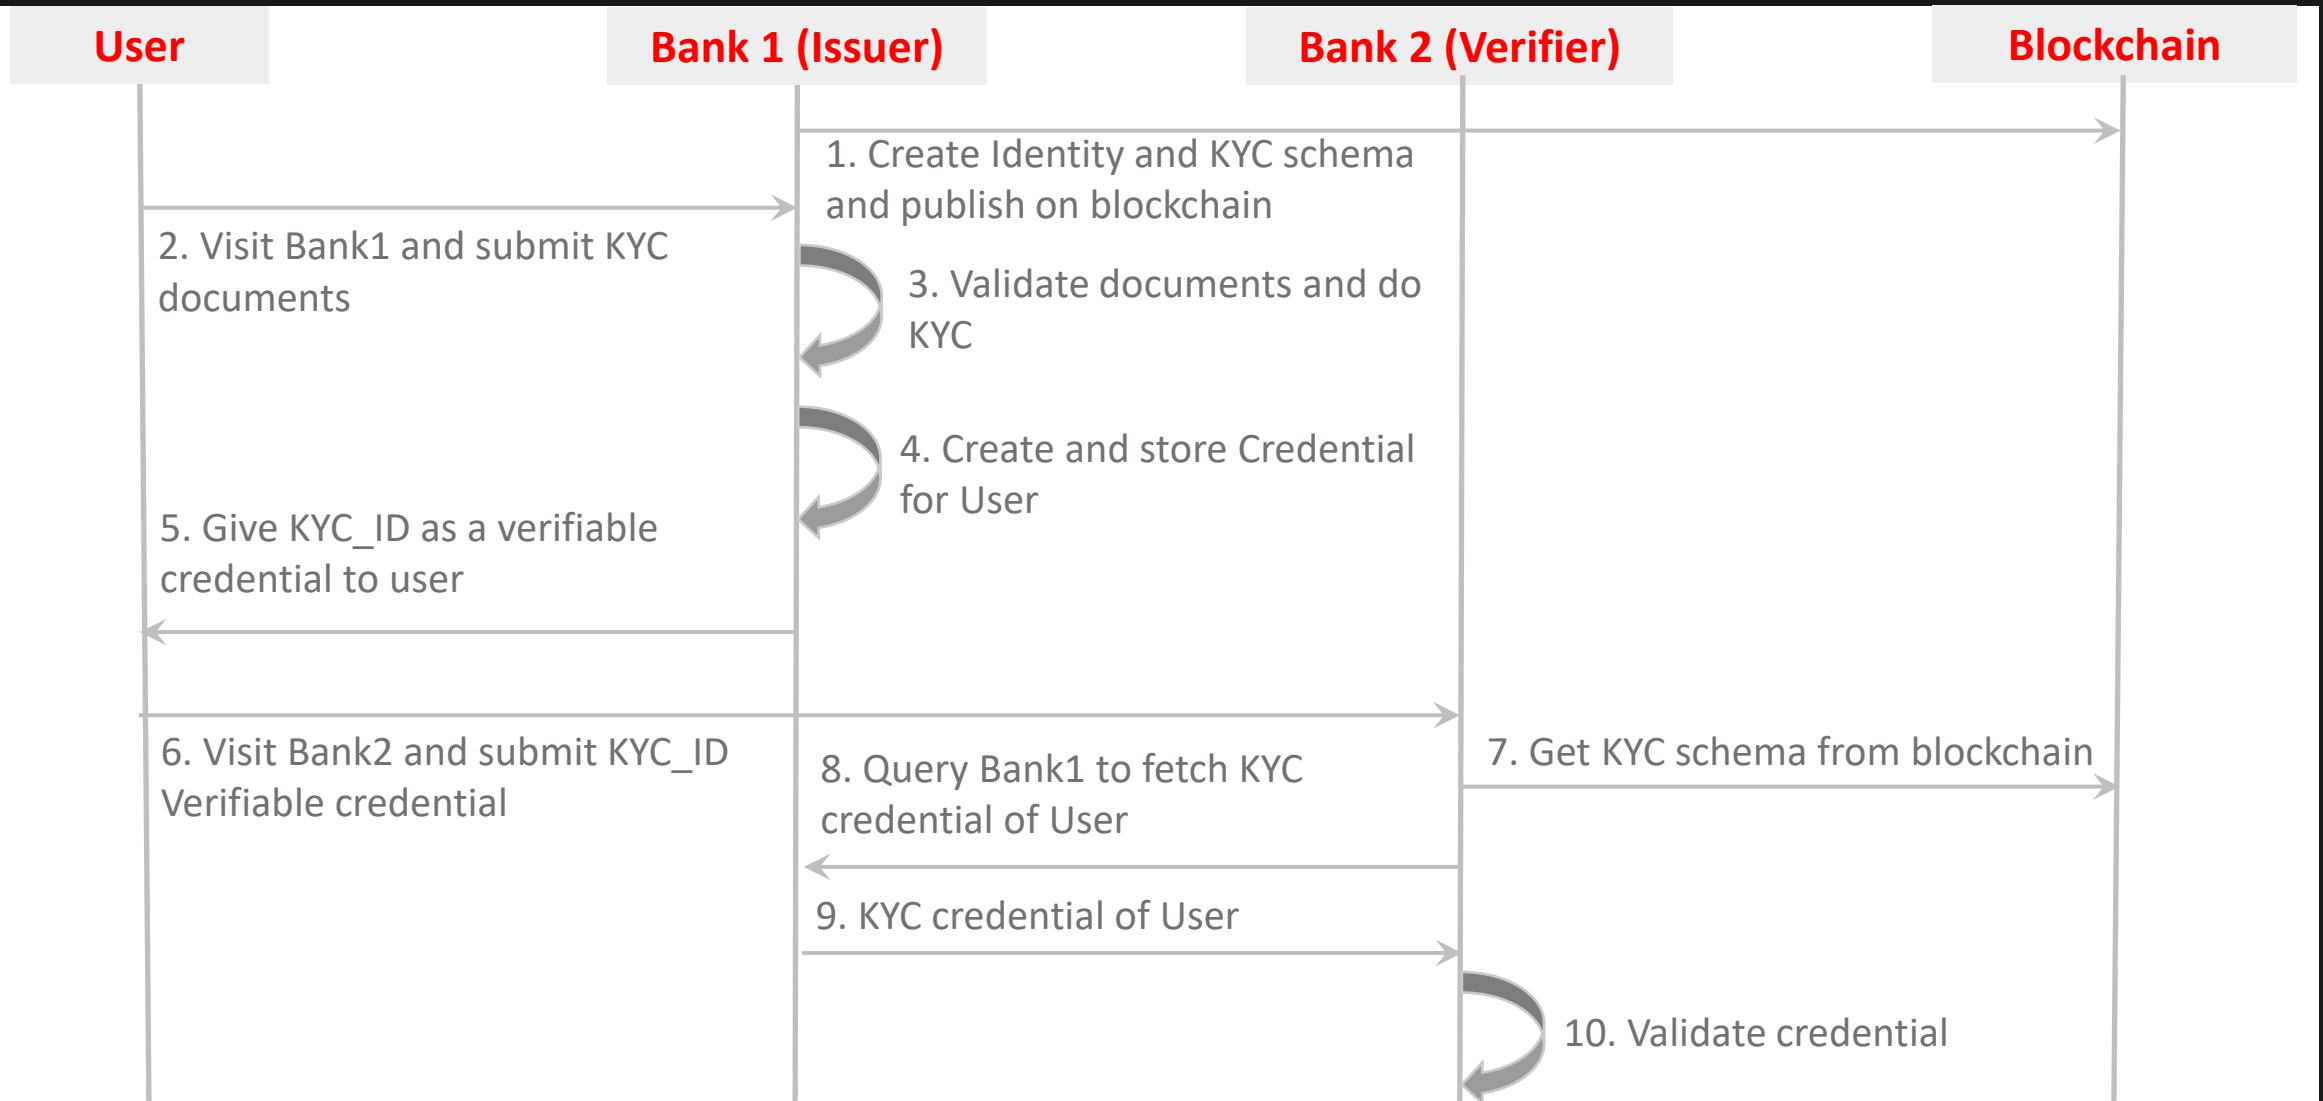 User
Bank 1 (Issuer)
Bank 2 (Verifier)
Blockchain
1. Create Identity and KYC schema
and publish on blockchain
2. Visit Bank1 and submit KYC
documents
3. Validate documents and do
KYC
4. Create and store Credential
for User
5. Give KYC_ID as a verifiable
credential to user
6. Visit Bank2 and submit KYC_ID
Verifiable credential
7. Get KYC schema from blockchain
8. Query Bank1 to fetch KYC
credential of User
9. KYC credential of User
10. Validate credential